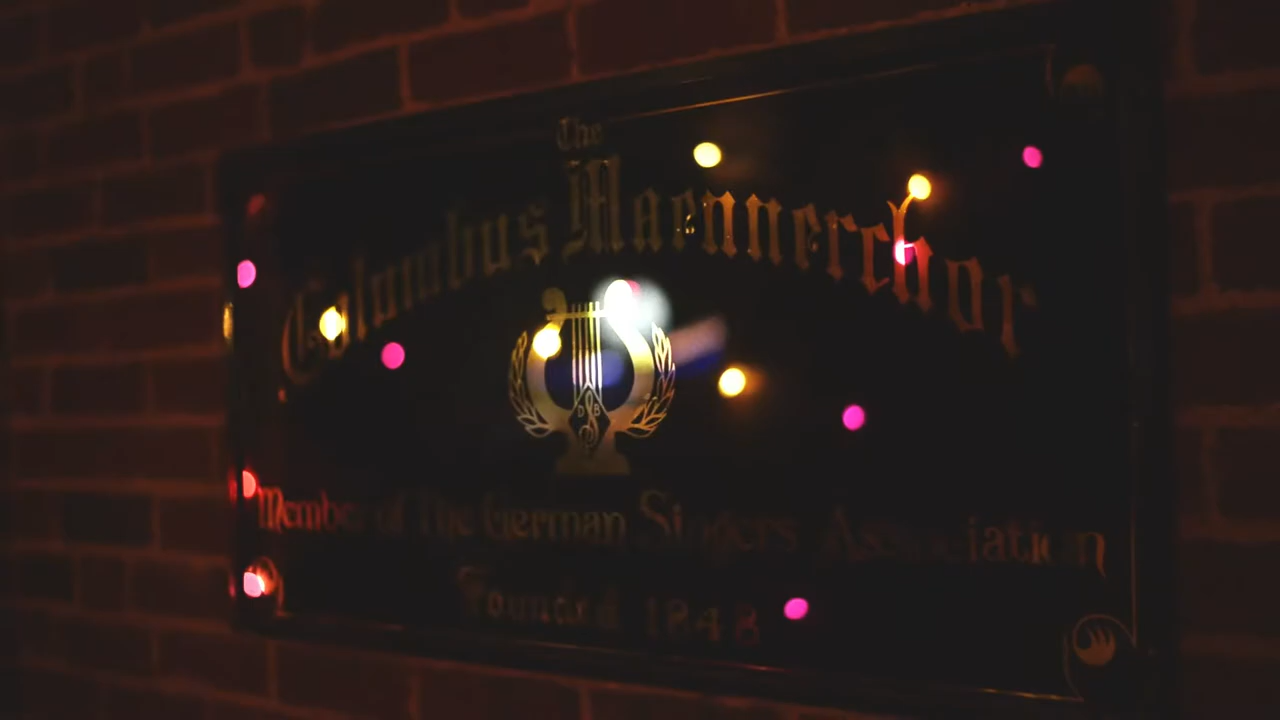 The
Columbus Maennerchor
D S B
Member of The German Singers Association
Founded 1848